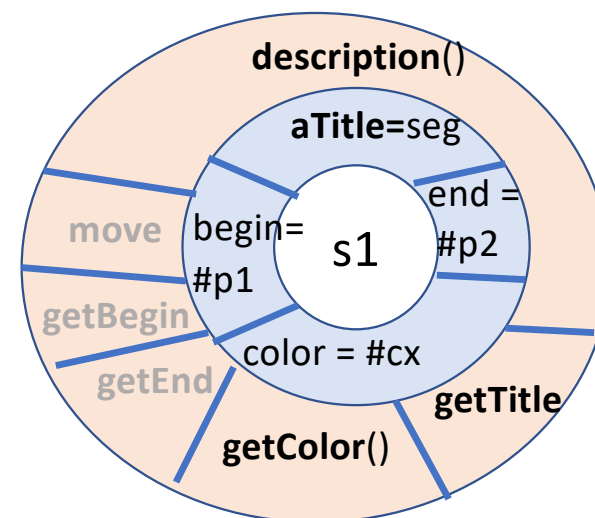 description()
aTitle=seg
end =
#p2
move
begin=
#p1
s1
getBegin
color = #cx
getEnd
getTitle
getColor()